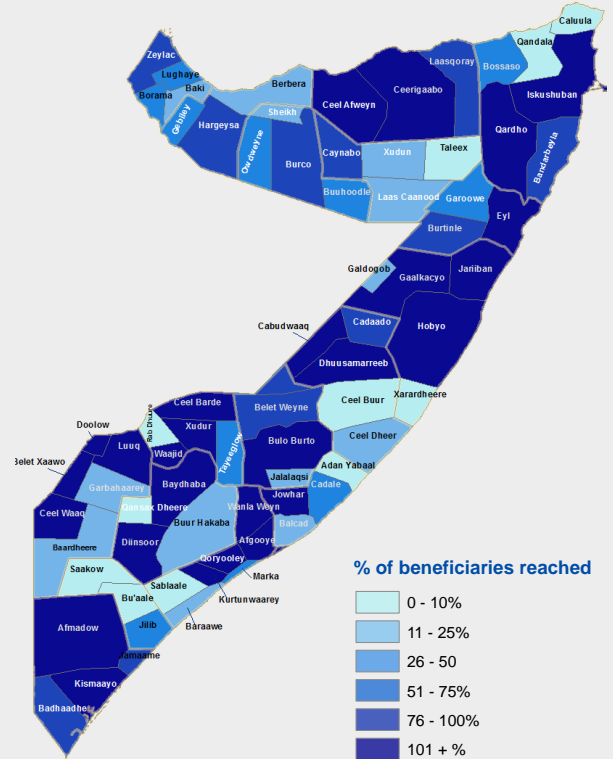 Caluula
Qandala
Zeylac
Laasqoray
Bossaso
Lughaye
Baki
Berbera
Borama
Ceerigaabo
Iskushuban
Sheikh
Ceel Afweyn
Gebiley
Hargeysa
Qardho
Owdweyne
Caynabo
Xudun
Taleex
Burco
Bandarbeyla
Buuhoodle
Laas Caanood
Garoowe
Eyl
Burtinle
Galdogob
Gaalkacyo
Jariiban
Cabudwaaq
Cadaado
Hobyo
Dhuusamarreeb
Xarardheere
Ceel Buur
Ceel Barde
Belet Weyne
Doolow
Rab Dhuure
Xudur
Ceel Dheer
Luuq
Waajid
Tayeeglow
Bulo Burto
Belet Xaawo
Adan Yabaal
Garbahaarey
Baydhaba
Jalalaqsi
Cadale
Qansax Dheere
Jowhar
Wanla Weyn
Ceel Waaq
Buur Hakaba
Balcad
Diinsoor
Afgooye
Baardheere
Qoryooley
Saakow
Marka
Sablaale
Bu'aale
Kurtunwaarey
Jilib
Baraawe
Afmadow
Jamaame
Kismaayo
Badhaadhe
% of beneficiaries reached
0 - 10%
11 - 25%
26 - 50
51 - 75%
76 - 100%
101 + %